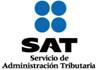 SAT
Servicio de
Administración Tributaria